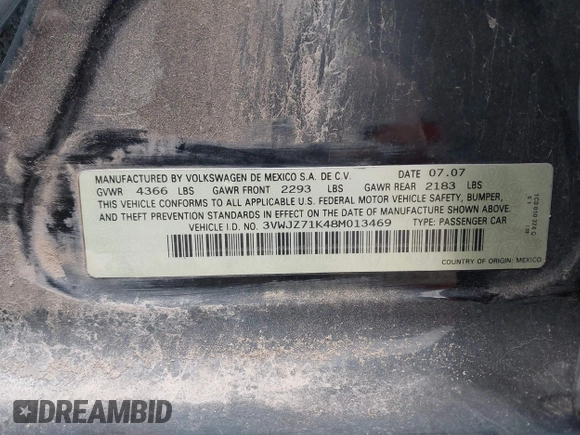 MANUFACTURED BY VOLKSWAGEN DE MEXICO S.A. DE C.V. DATE 07.07
GVWR 4366 LBS GAWR FRONT 2293 LBS GAWR REAR 2183 LBS
THIS VEHICLE CONFORMS TO ALL APPLICABLE U.S. FEDERAL MOTOR VEHICLE SAFETY, BUMPER,
AND THEFT PREVENTION STANDARDS IN EFFECT ON THE DATE OF MANUFACTURE SHOWN ABOVE.
VEHICLE I.D. NO. 3VWJZ71K48M013469 TYPE: PASSENGER CAR
COUNTRY OF ORIGIN: MEXICO
DREAMBID